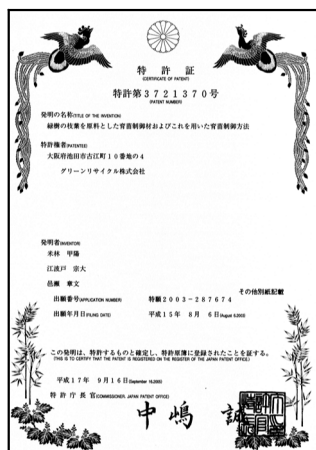 特許証
(CERTIFICATE OF PATENT)
特許第3721370号
(PATENT NUMBER)
発明の名称(TITLE OF THE INVENTION)
緑樹の枝葉を原料とした育苗制御材およびこれを用いた育苗制御方法
特許権者(PATENTEE)
大阪府池田市古江町10番地の4
グリーンリサイクル株式会社
発明者(INVENTOR)
米林 甲陽
江波戸 宗大
邑瀬 章文
その他別紙記載
出願番号(APPLICATION NUMBER) 特願2003-287674
出願年月日(FILING DATE) 平成15年 8月 6日(August 6,2003)
この発明は、特許するものと確定し、特許原簿に登録されたことを証する。
(THIS IS TO CERTIFY THAT THE PATENT IS REGISTERED ON THE REGISTER OF THE JAPAN PATENT OFFICE.)
平成17年 9月16日(September 16,2005)
特許庁長官(COMMISSIONER, JAPAN PATENT OFFICE)
中嶋 誠